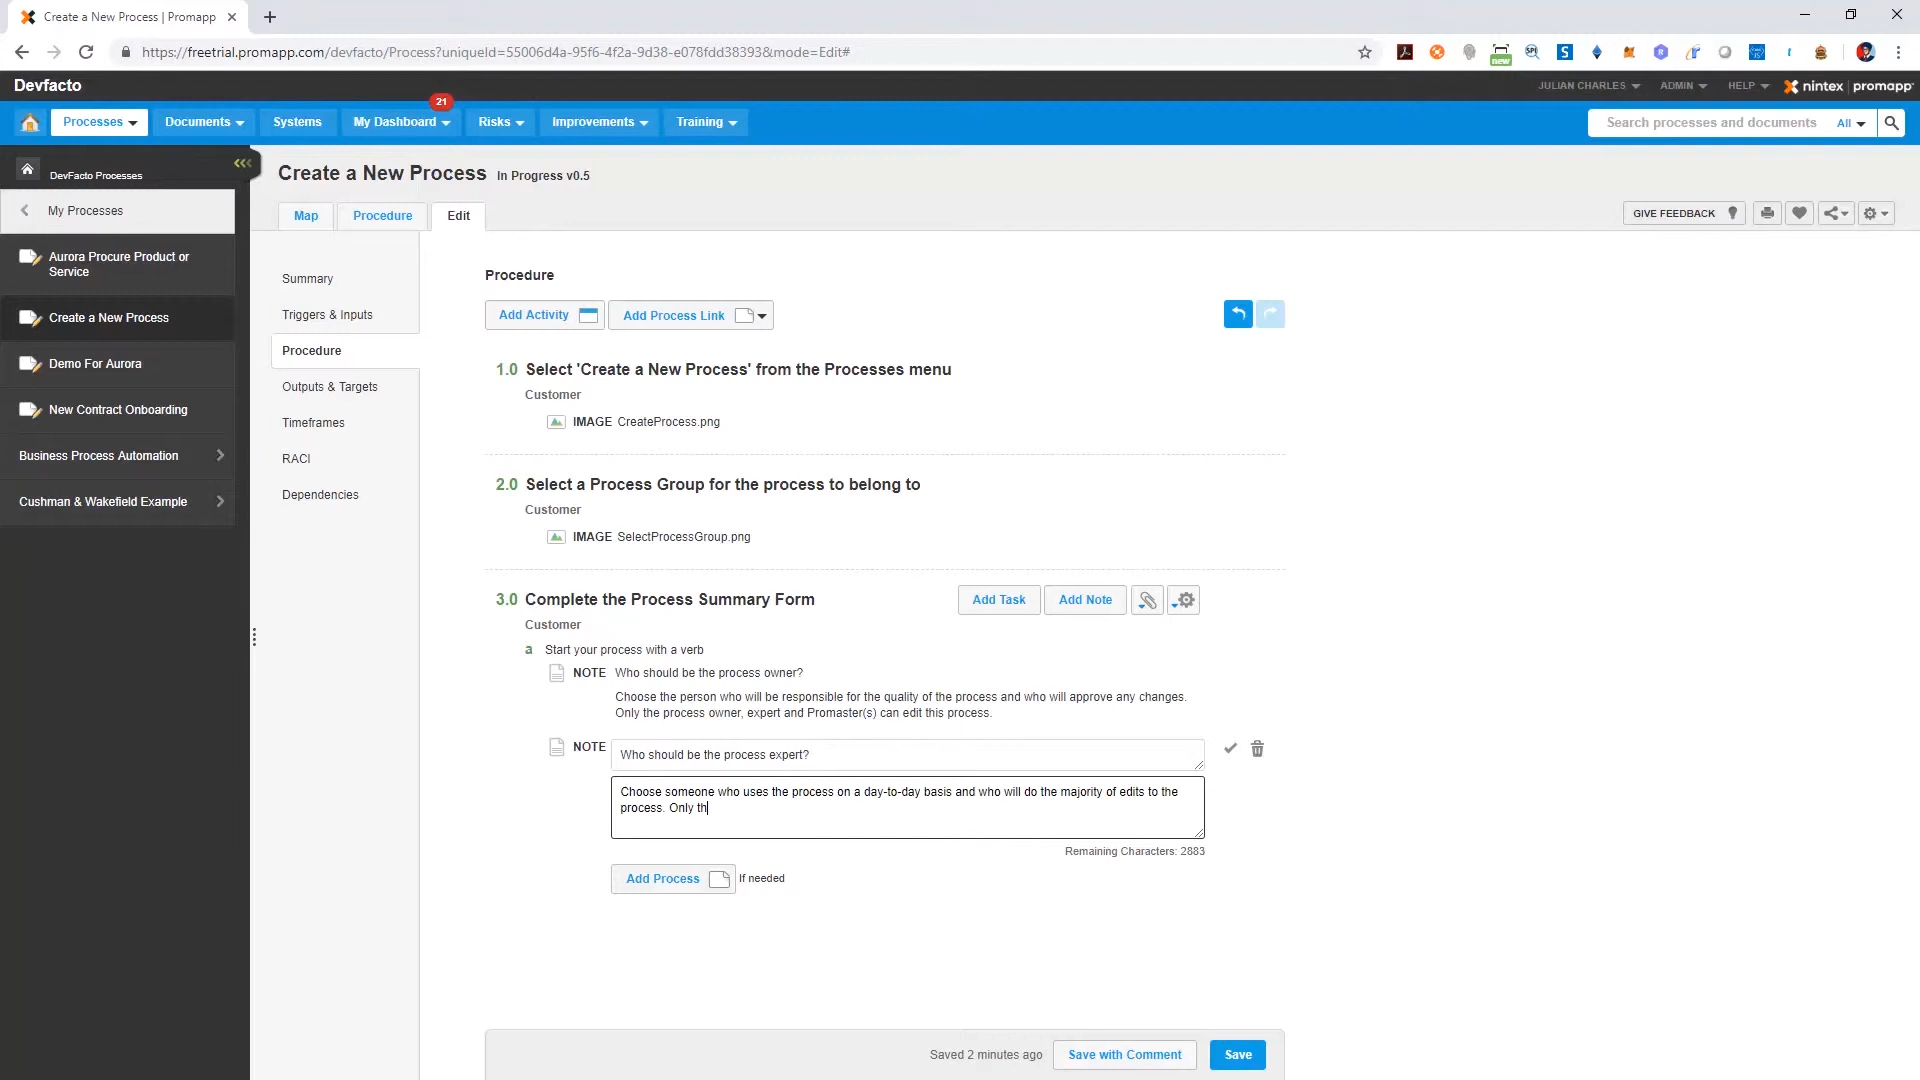 Create a New Process | Promapp
https://freetrial.promapp.com/devfacto/Process?uniqueId=55006d4a-95f6-4f2a-9d38-e078fdd38393&mode=Edit#
new
Devfacto
JULIAN CHARLES
ADMIN
HELP
nintex promapp
Processes
Documents
Systems
My Dashboard
21
Risks
Improvements
Training
Search processes and documents
All
DevFacto Processes
My Processes
Aurora Procure Product or
Service
Create a New Process
Demo For Aurora
New Contract Onboarding
Business Process Automation
Cushman & Wakefield Example
Create a New Process In Progress v0.5
Map
Procedure
Edit
GIVE FEEDBACK
Summary
Triggers & Inputs
Procedure
Outputs & Targets
Timeframes
RACI
Dependencies
Procedure
Add Activity
Add Process Link
1.0 Select 'Create a New Process' from the Processes menu
Customer
IMAGE CreateProcess.png
2.0 Select a Process Group for the process to belong to
Customer
IMAGE SelectProcessGroup.png
3.0 Complete the Process Summary Form
Add Task
Add Note
Customer
a Start your process with a verb
NOTE Who should be the process owner?
Choose the person who will be responsible for the quality of the process and who will approve any changes.
Only the process owner, expert and Promaster(s) can edit this process.
NOTE Who should be the process expert?
Choose someone who uses the process on a day-to-day basis and who will do the majority of edits to the
process. Only th
Remaining Characters: 2883
Add Process
If needed
Saved 2 minutes ago
Save with Comment
Save